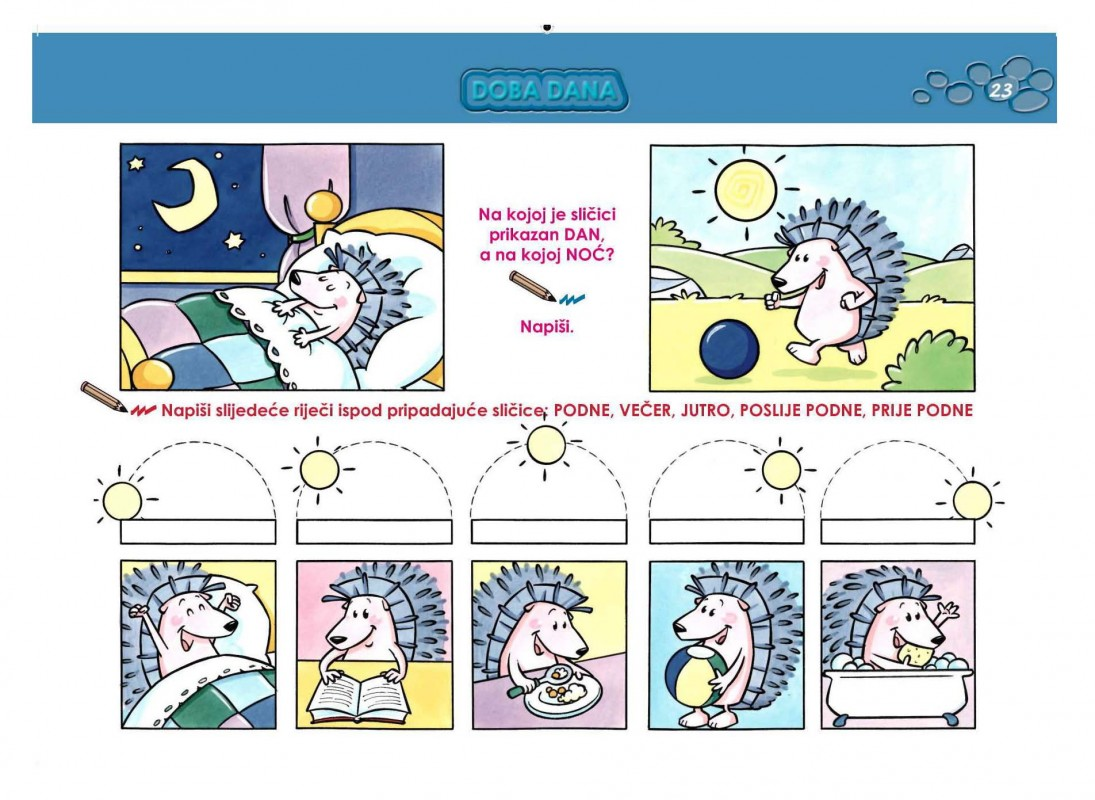 DOBA DANA
23
Na kojoj je sličici
prikazan DAN,
a na kojoj NOĆ?
Napiši.
Napiši slijedeće riječi ispod pripadajuće sličice: PODNE, VEČER, JUTRO, POSLIJE PODNE, PRIJE PODNE